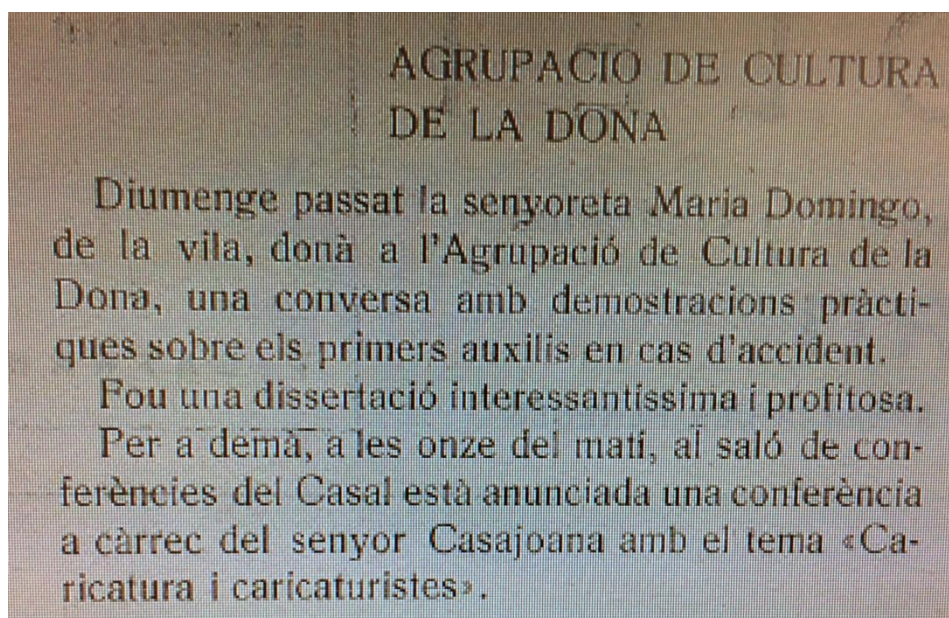 AGRUPACIO DE CULTURA
DE LA DONA
Diumenge passat la senyoreta Maria Domingo,
de la vila, donà a l'Agrupació de Cultura de la
Dona, una conversa amb demostracions pràcti-
ques sobre els primers auxilis en cas d'accident.
Fou una dissertació interessantissima i profitosa.
Per a demà, a les onze del matí, al saló de con-
ferències del Casal està anunciada una conferència
a càrrec del senyor Casajoana amb el tema «Ca-
ricatura i caricaturistes».